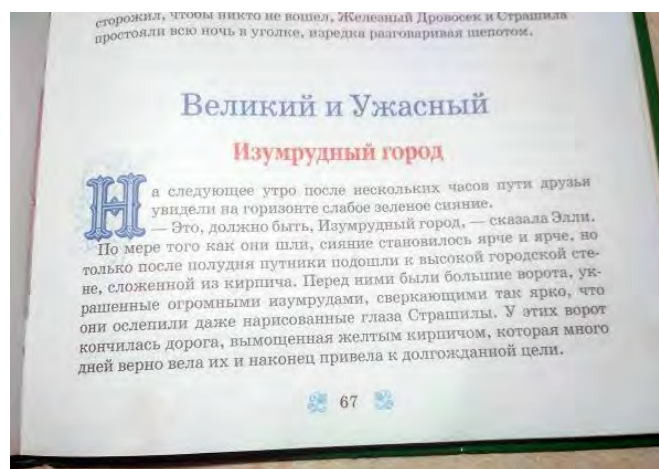 сторожил, чтобы никто не вошел, Железный Дровосек и Страшила
простояли всю ночь в уголке, изредка разговаривая шепотом.
Великий и Ужасный
Изумрудный город
На следующее утро после нескольких часов пути друзья
увидели на горизонте слабое зеленое сияние.
— Это, должно быть, Изумрудный город, — сказала Элли.
По мере того как они шли, сияние становилось ярче и ярче, но
только после полудня путники подошли к высокой городской сте-
не, сложенной из кирпича. Перед ними были большие ворота, ук-
рашенные огромными изумрудами, сверкающими так ярко, что
они ослепили даже нарисованные глаза Страшилы. У этих ворот
кончилась дорога, вымощенная желтым кирпичом, которая много
дней верно вела их и наконец привела к долгожданной цели.
67